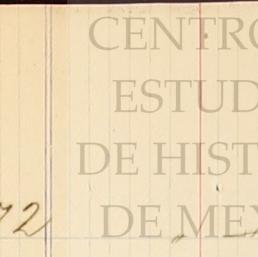 CENTRO
ESTUD
DE HIST
72 DE MEX